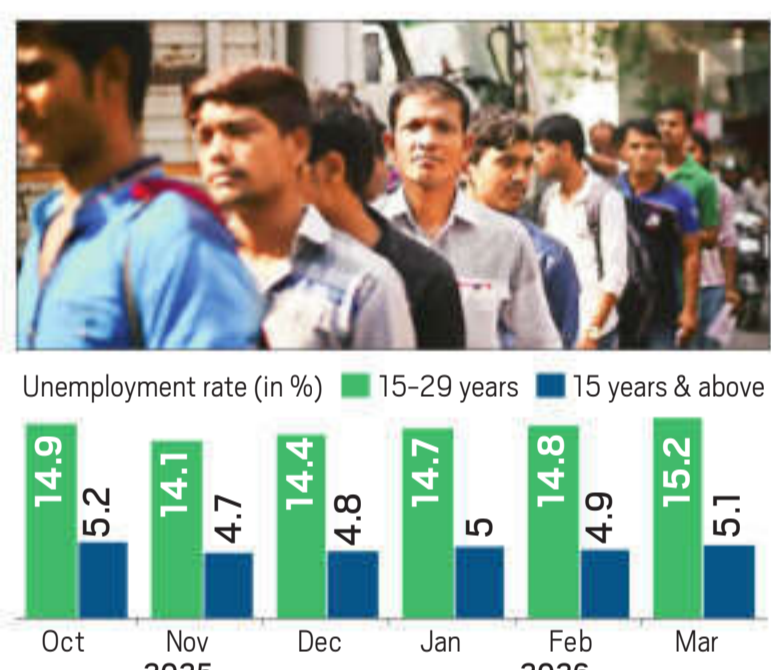 Unemployment rate (in %) 15-29 years 15 years & above
14.9 5.2 14.1 4.7 14.4 4.8 14.7 5 14.8 4.9 15.2 5.1
Oct Nov Dec Jan Feb Mar
2025 2026